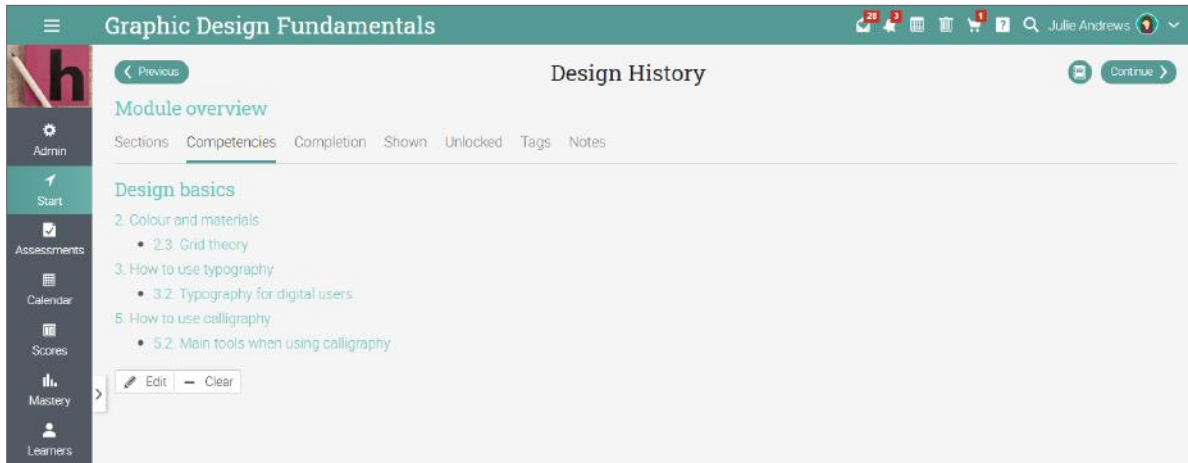 Graphic Design Fundamentals
28 3 1 ? Julie Andrews
h
Previous
Design History
Continue
Module overview
Sections Competencies Completion Shown Unlocked Tags Notes
Admin
Start
Assessments
Calendar
Scores
Mastery
Learners
Design basics
2. Colour and materials
• 2.3. Grid theory
3. How to use typography
• 3.2. Typography for digital users
5. How to use calligraphy
• 5.2. Main tools when using calligraphy
Edit Clear